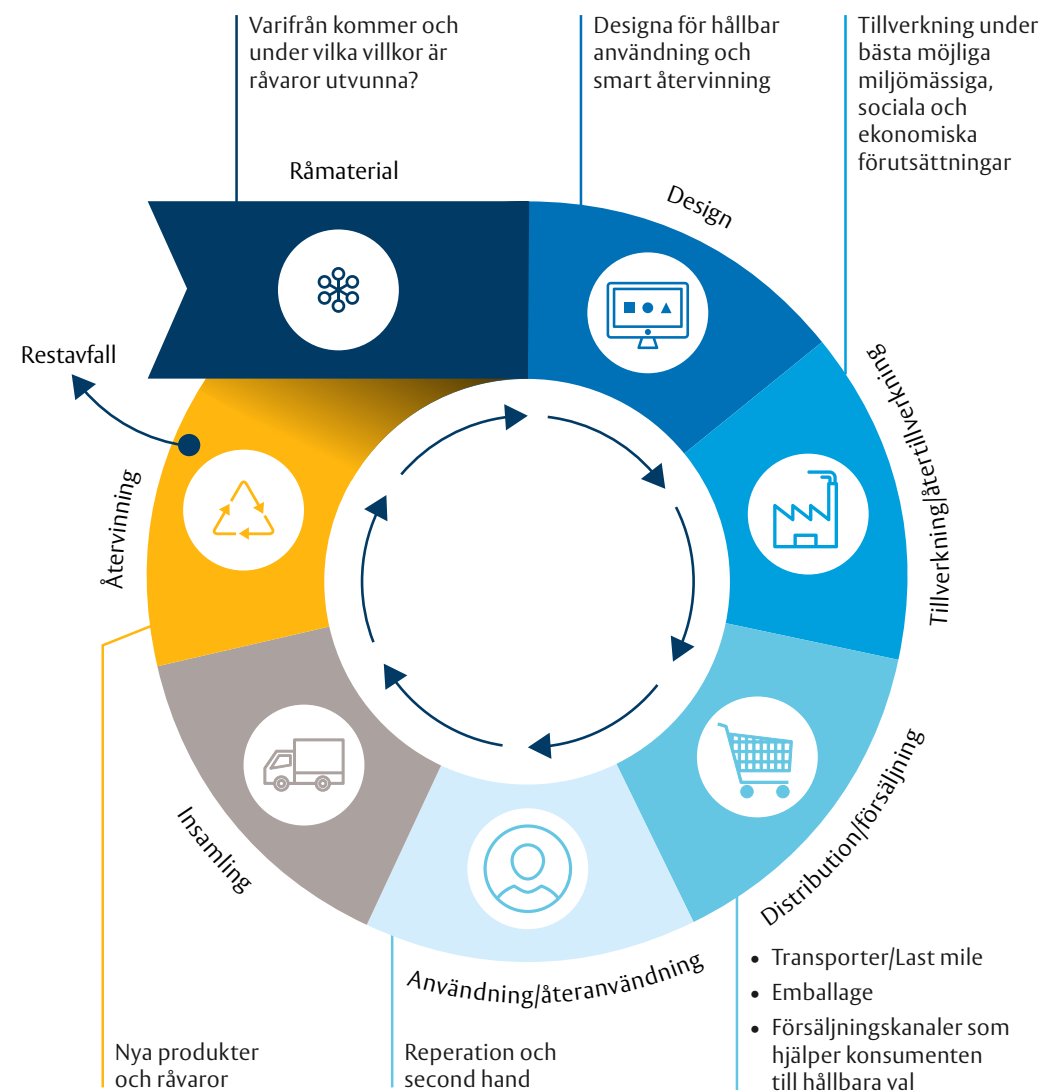 Varifrån kommer och
under vilka villkor är
råvaror utvunna?
Designa för hållbar
användning och
smart återvinning
Tillverkning under
bästa möjliga
miljömässiga,
sociala och
ekonomiska
förutsättningar
Råmaterial
Design
Tillverkning/återtillverkning
Restavfall
Återvinning
Insamling
Användning/återanvändning
Distribution/försäljning
• Transporter/Last mile
• Emballage
• Försäljningskanaler som
hjälper konsumenten
till hållbara val
Nya produkter
och råvaror
Reperation och
second hand